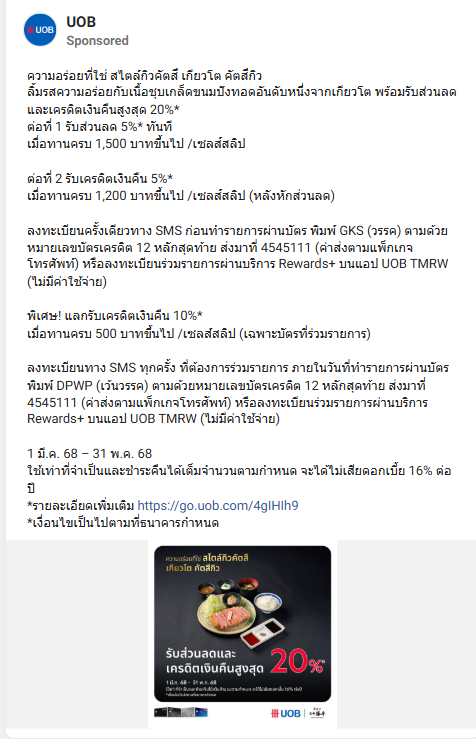 UOB
Sponsored
ความอร่อยที่ใช่ สไตล์กิวคัตสึ เกียวโต คัตสึกิว
ลิ้มรสความอร่อยกับเนื้อชุบเกล็ดขนมปังทอดอันดับหนึ่งจากเกียวโต พร้อมรับส่วนลด
และเครดิตเงินคืนสูงสุด 20%*
ต่อที่ 1 รับส่วนลด 5%* ทันที
เมื่อทานครบ 1,500 บาทขึ้นไป /เซลส์สลิป
ต่อที่ 2 รับเครดิตเงินคืน 5%*
เมื่อทานครบ 1,200 บาทขึ้นไป /เซลส์สลิป (หลังหักส่วนลด)
ลงทะเบียนครั้งเดียวทาง SMS ก่อนทำรายการผ่านบัตร พิมพ์ GKS (วรรค) ตามด้วย
หมายเลขบัตรเครดิต 12 หลักสุดท้าย ส่งมาที่ 4545111 (ค่าส่งตามแพ็กเกจ
โทรศัพท์) หรือลงทะเบียนร่วมรายการผ่านบริการ Rewards+ บนแอป UOB TMRW
(ไม่มีค่าใช้จ่าย)
พิเศษ! แลกรับเครดิตเงินคืน 10%*
เมื่อทานครบ 500 บาทขึ้นไป /เซลส์สลิป (เฉพาะบัตรที่ร่วมรายการ)
ลงทะเบียนทาง SMS ทุกครั้ง ที่ต้องการร่วมรายการ ภายในวันที่ทำรายการผ่านบัตร
พิมพ์ DPWP (เว้นวรรค) ตามด้วยหมายเลขบัตรเครดิต 12 หลักสุดท้าย ส่งมาที่
4545111 (ค่าส่งตามแพ็กเกจโทรศัพท์) หรือลงทะเบียนร่วมรายการผ่านบริการ
Rewards+ บนแอป UOB TMRW (ไม่มีค่าใช้จ่าย)
1 มี.ค. 68 – 31 พ.ค. 68
ใช้เท่าที่จำเป็นและชำระคืนได้เต็มจำนวนตามกำหนด จะได้ไม่เสียดอกเบี้ย 16% ต่อ
ปี
*รายละเอียดเพิ่มเติม https://go.uob.com/4gIHIh9
*เงื่อนไขเป็นไปตามที่ธนาคารกำหนด
ความอร่อยที่ใช่ สไตล์กิวคัตสึ
เกียวโต คัตสึกิว
รับส่วนลดและ
เครดิตเงินคืนสูงสุด 20%*
1 มี.ค. 68 - 31 พ.ค. 68
UOB